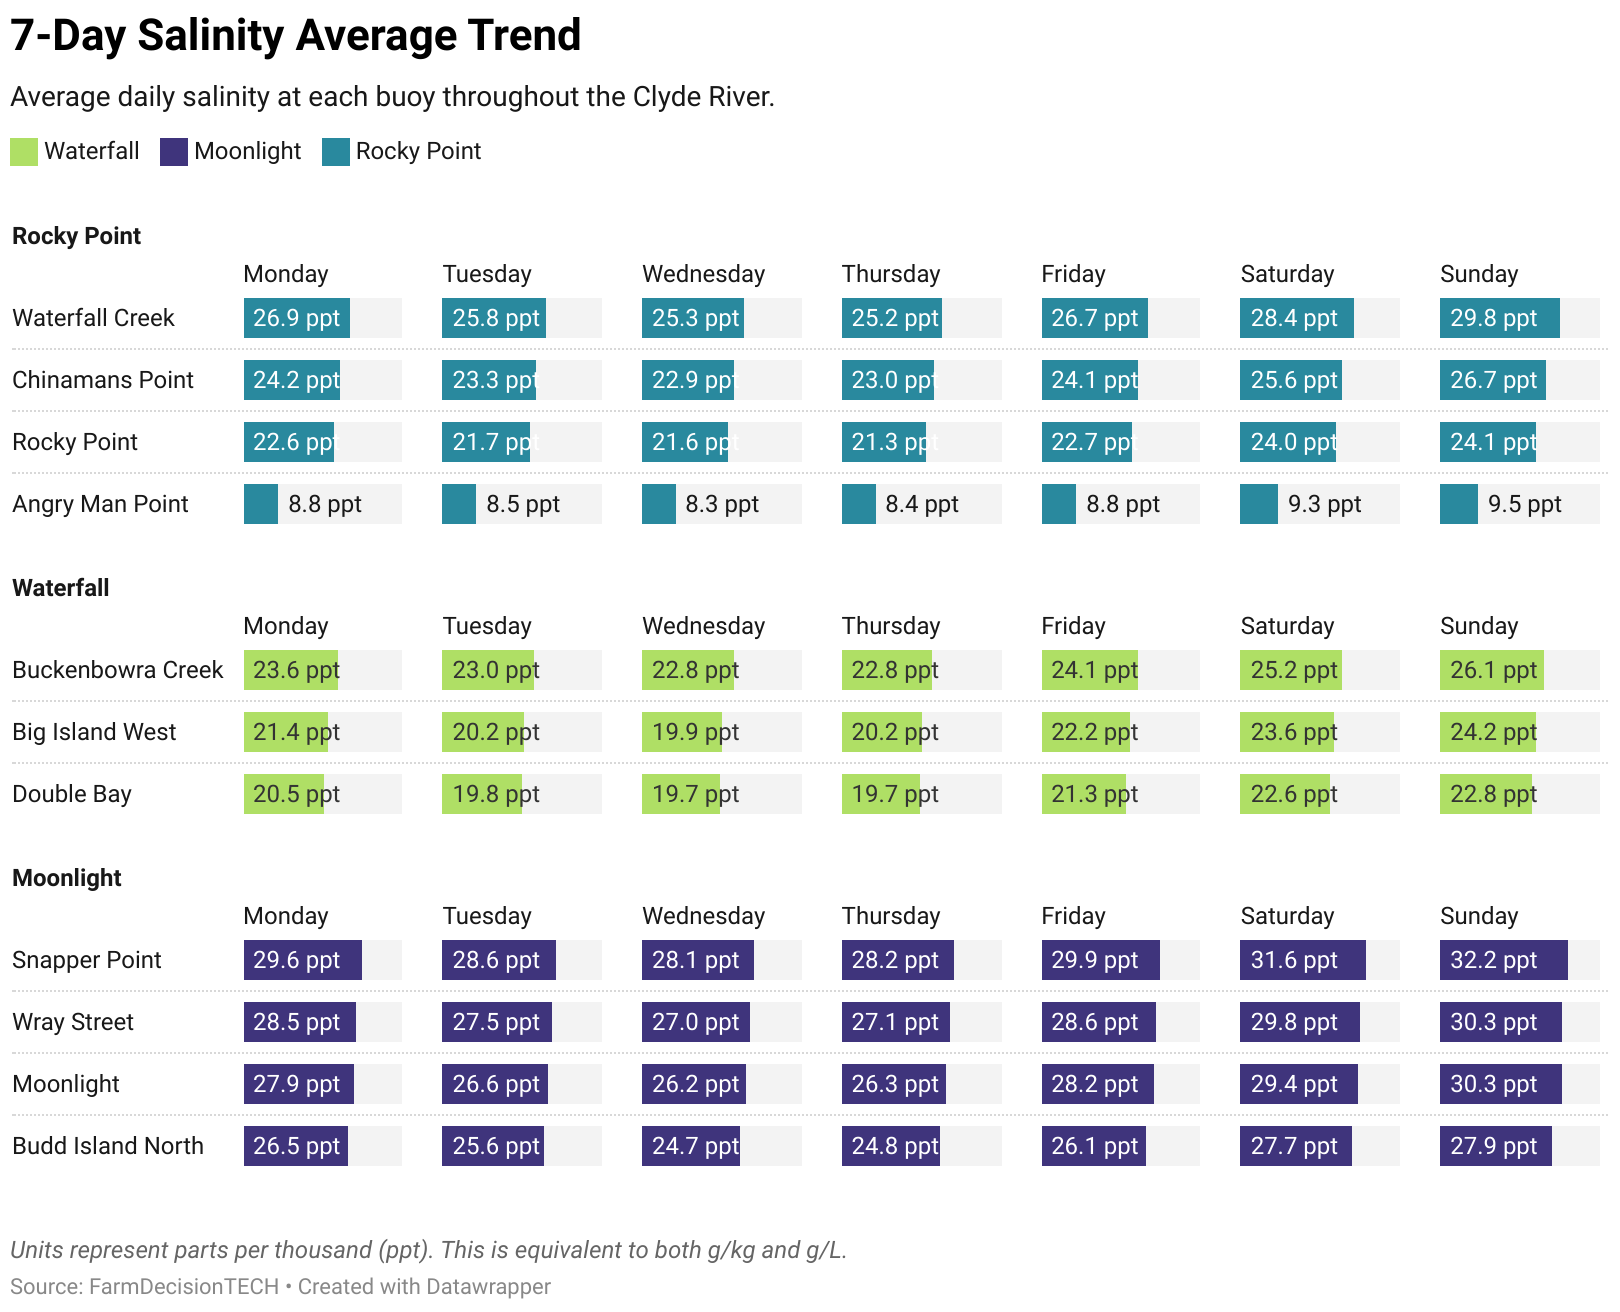 7-Day Salinity Average Trend
Average daily salinity at each buoy throughout the Clyde River.
Waterfall Moonlight Rocky Point
Rocky Point
Monday Tuesday Wednesday Thursday Friday Saturday Sunday
Waterfall Creek 26.9 ppt 25.8 ppt 25.3 ppt 25.2 ppt 26.7 ppt 28.4 ppt 29.8 ppt
Chinamans Point 24.2 ppt 23.3 ppt 22.9 ppt 23.0 ppt 24.1 ppt 25.6 ppt 26.7 ppt
Rocky Point 22.6 ppt 21.7 ppt 21.6 ppt 21.3 ppt 22.7 ppt 24.0 ppt 24.1 ppt
Angry Man Point 8.8 ppt 8.5 ppt 8.3 ppt 8.4 ppt 8.8 ppt 9.3 ppt 9.5 ppt
Waterfall
Monday Tuesday Wednesday Thursday Friday Saturday Sunday
Buckenbowra Creek 23.6 ppt 23.0 ppt 22.8 ppt 22.8 ppt 24.1 ppt 25.2 ppt 26.1 ppt
Big Island West 21.4 ppt 20.2 ppt 19.9 ppt 20.2 ppt 22.2 ppt 23.6 ppt 24.2 ppt
Double Bay 20.5 ppt 19.8 ppt 19.7 ppt 19.7 ppt 21.3 ppt 22.6 ppt 22.8 ppt
Moonlight
Monday Tuesday Wednesday Thursday Friday Saturday Sunday
Snapper Point 29.6 ppt 28.6 ppt 28.1 ppt 28.2 ppt 29.9 ppt 31.6 ppt 32.2 ppt
Wray Street 28.5 ppt 27.5 ppt 27.0 ppt 27.1 ppt 28.6 ppt 29.8 ppt 30.3 ppt
Moonlight 27.9 ppt 26.6 ppt 26.2 ppt 26.3 ppt 28.2 ppt 29.4 ppt 30.3 ppt
Budd Island North 26.5 ppt 25.6 ppt 24.7 ppt 24.8 ppt 26.1 ppt 27.7 ppt 27.9 ppt
Units represent parts per thousand (ppt). This is equivalent to both g/kg and g/L.
Source: FarmDecisionTECH • Created with Datawrapper